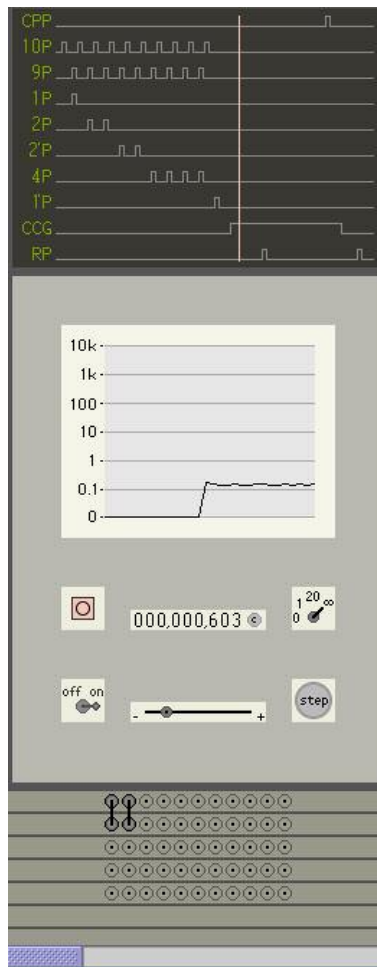 CPP
10P
9P
1P
2P
2'P
4P
1'P
CCG
RP
10k
1k
100
10
1
0.1
0
000,000,603 c
0 1 20 ∞
off on
- +
step